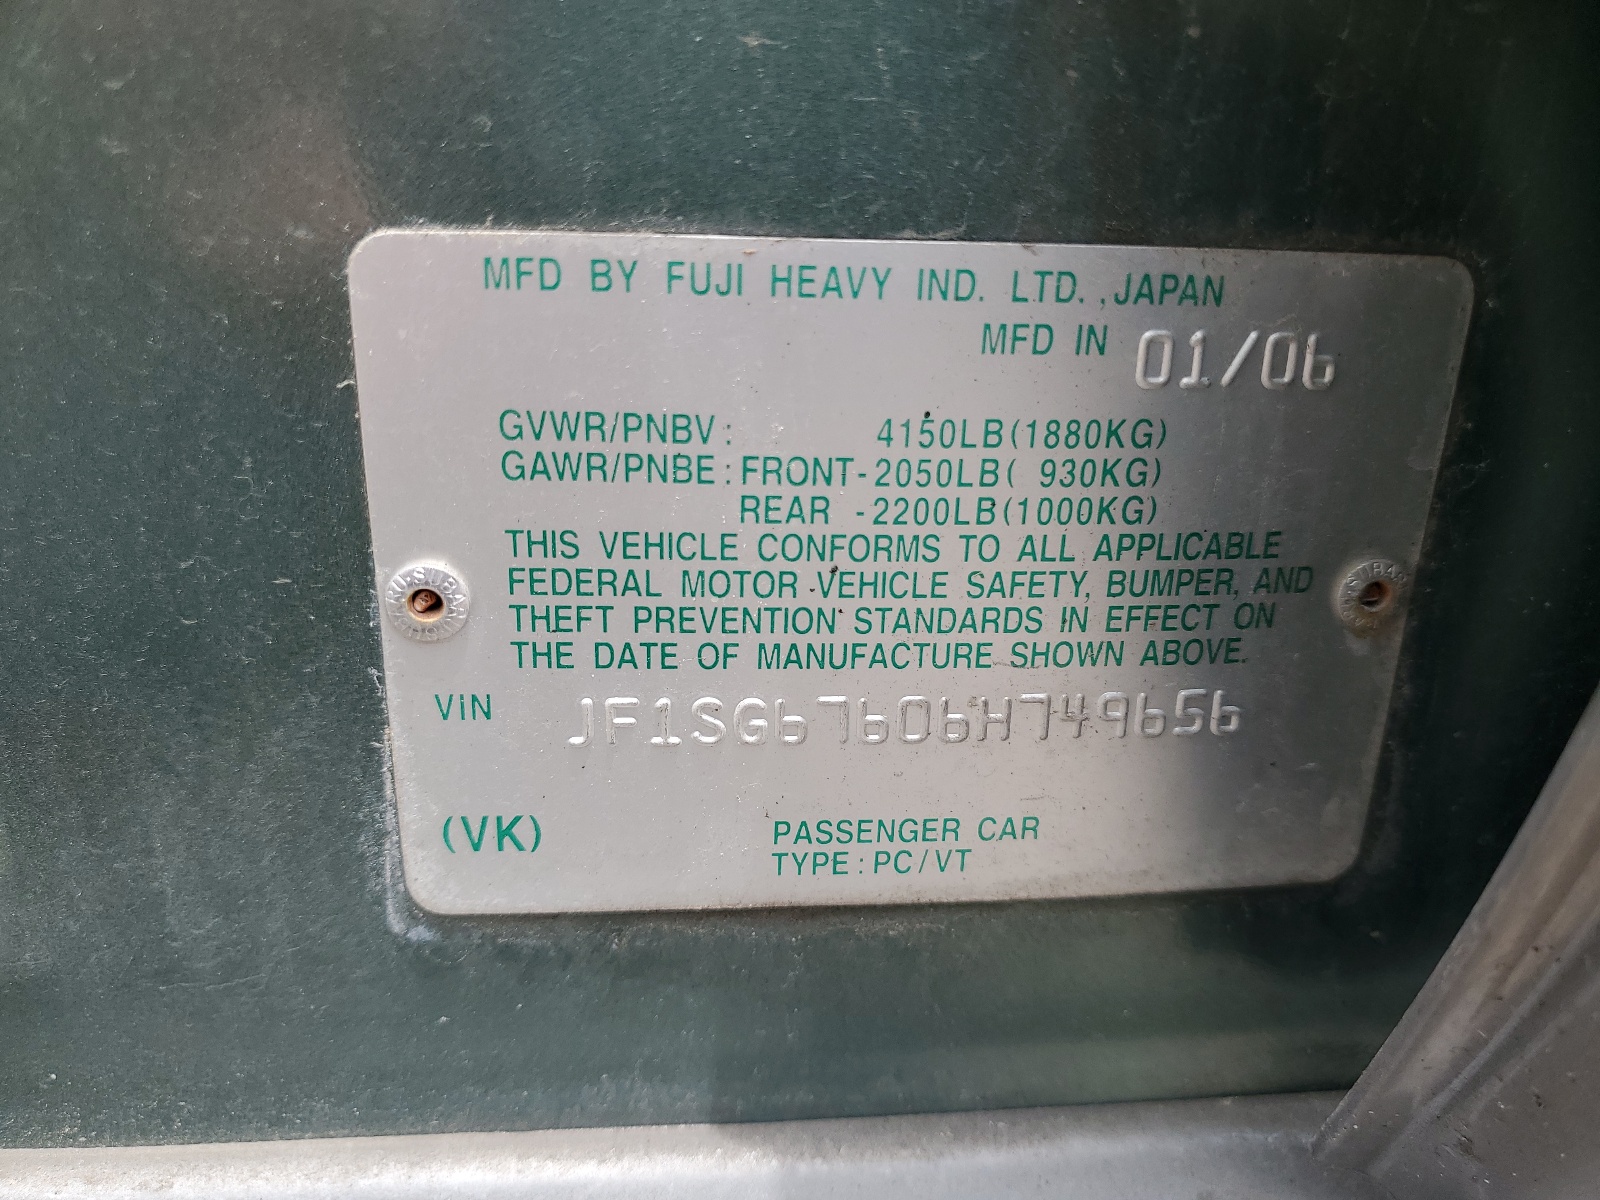 MFD BY FUJI HEAVY IND. LTD. ,JAPAN
MFD IN 01/06
GVWR/PNBV: 4150LB(1880KG)
GAWR/PNBE:FRONT-2050LB( 930KG)
REAR -2200LB(1000KG)
THIS VEHICLE CONFORMS TO ALL APPLICABLE
FEDERAL MOTOR VEHICLE SAFETY, BUMPER, AND
THEFT PREVENTION STANDARDS IN EFFECT ON
THE DATE OF MANUFACTURE SHOWN ABOVE.
VIN JF1SG67606H749656
(VK) PASSENGER CAR
TYPE:PC/VT